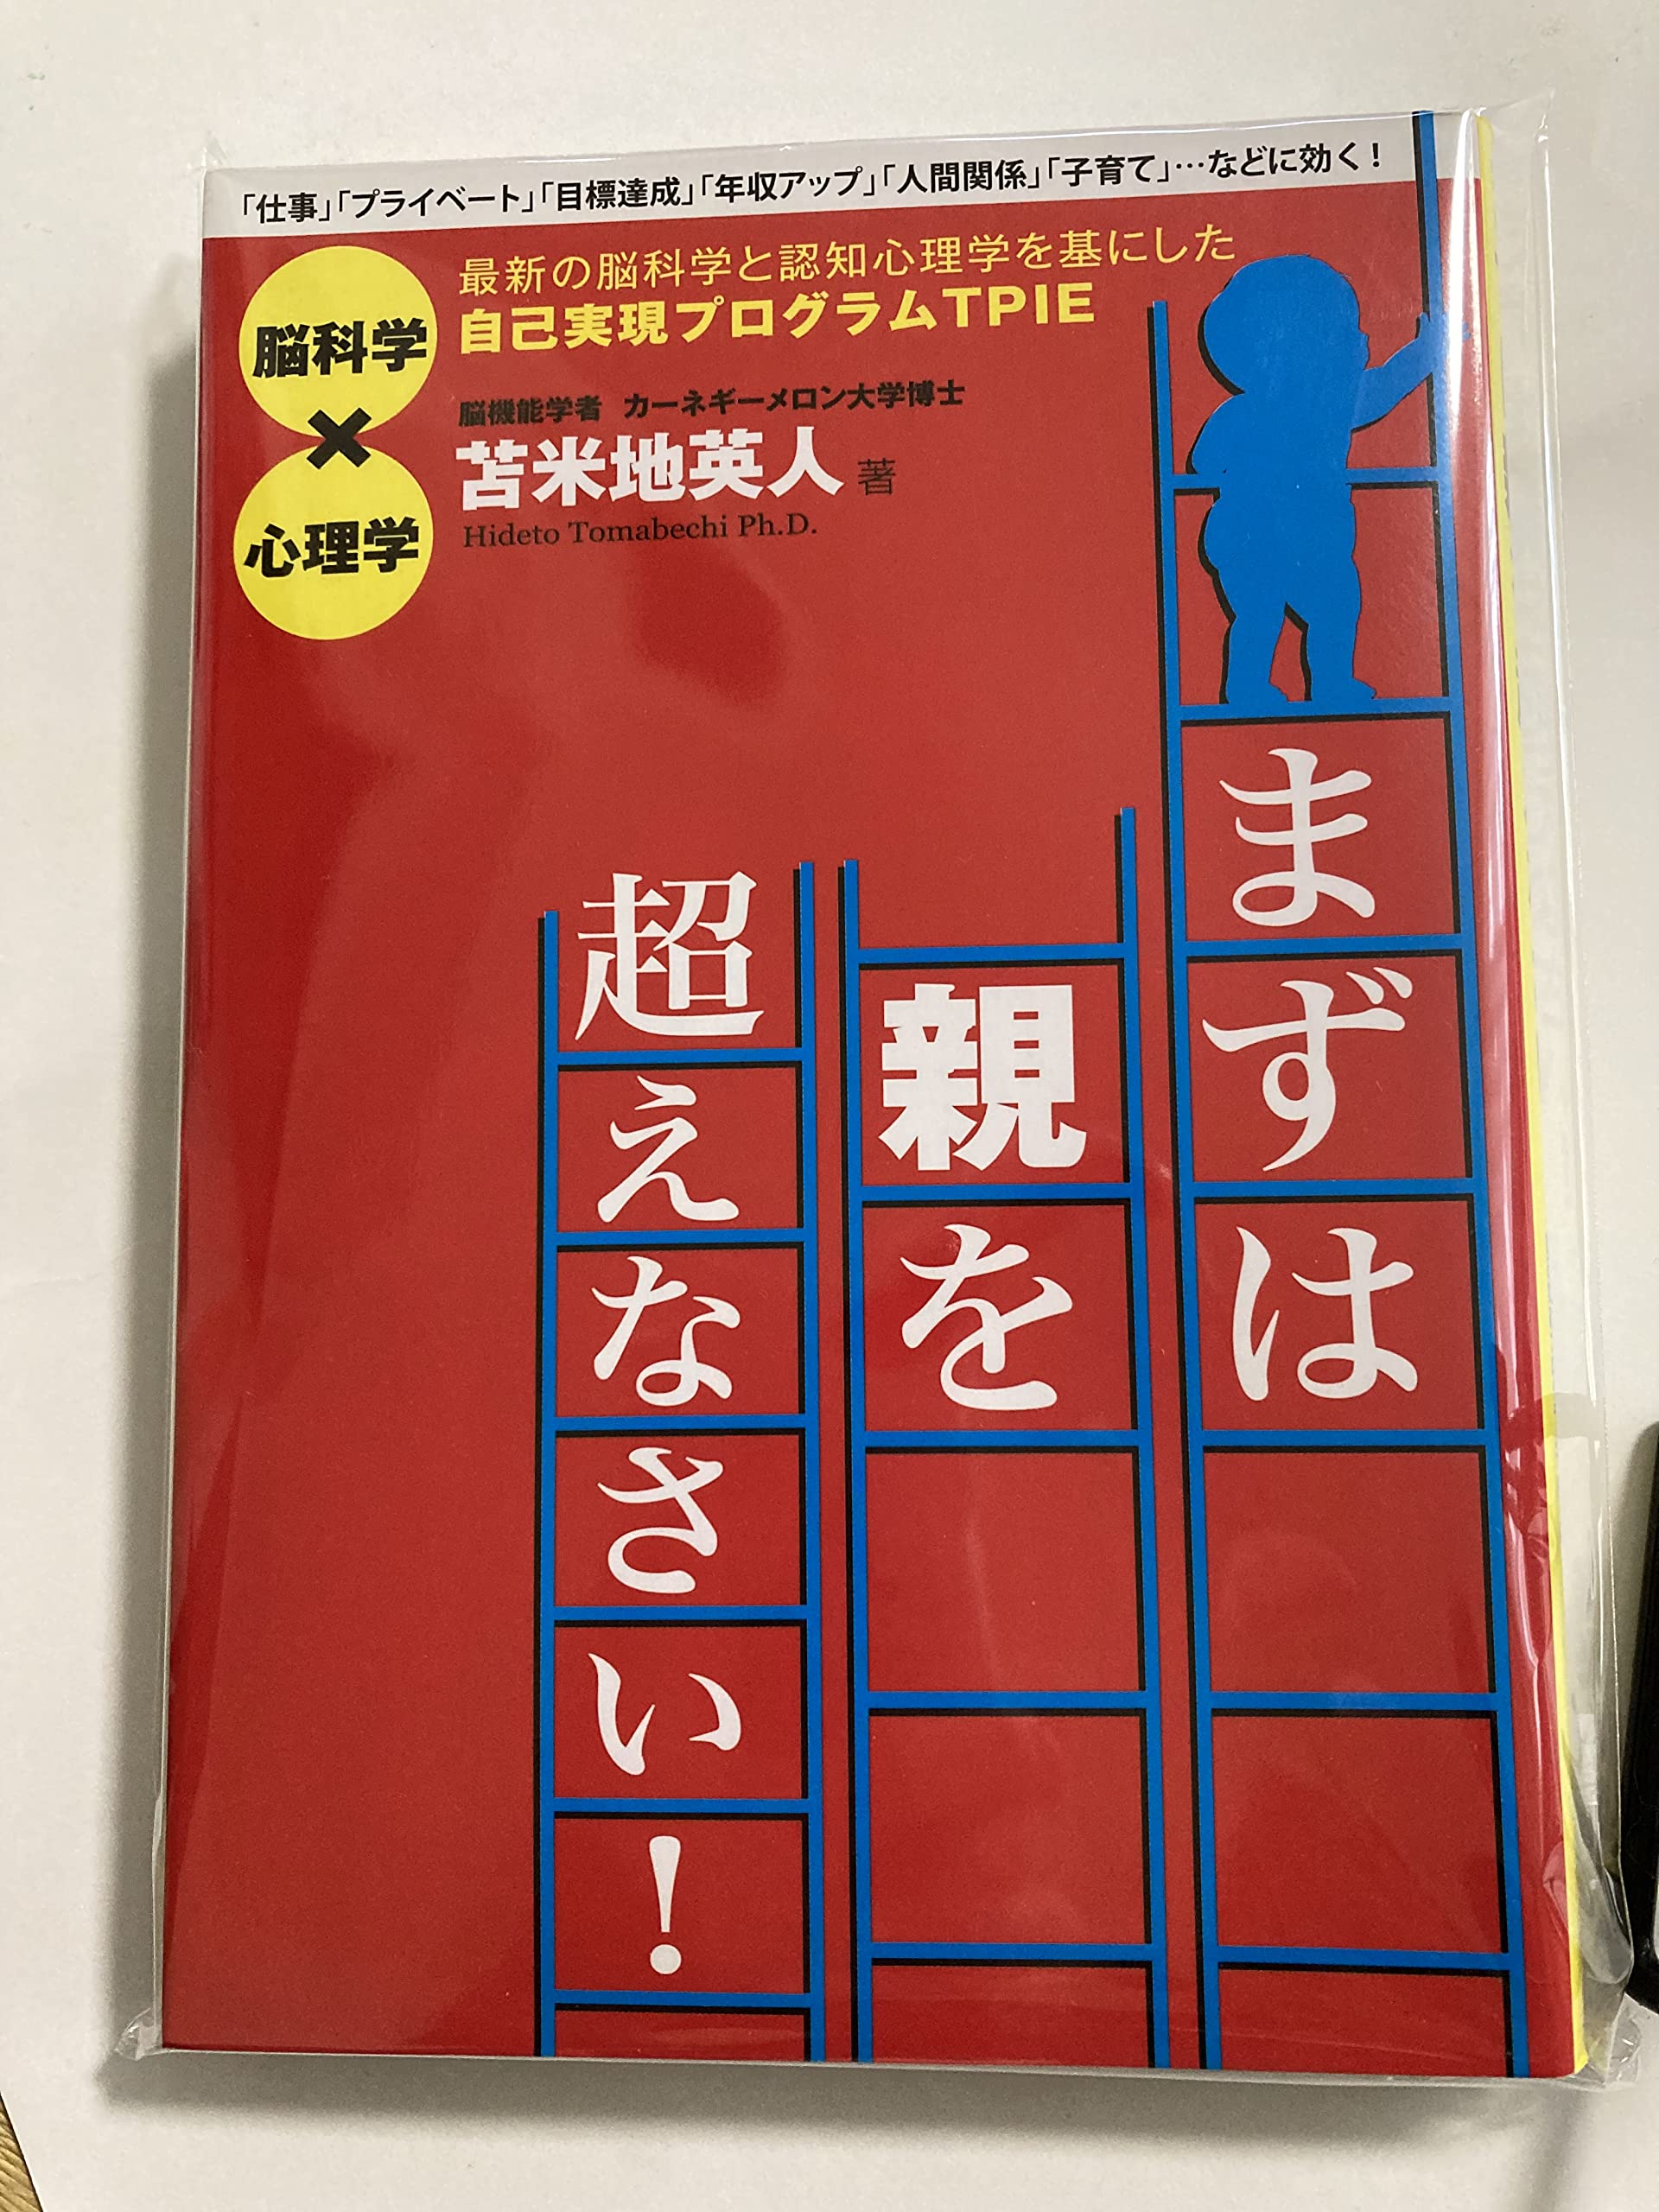 「仕事」「プライベート」「目標達成」「年収アップ」「人間関係」「子育て」…などに効く！
脳科学
×
心理学
最新の脳科学と認知心理学を基にした
自己実現プログラムTPIE
脳機能学者 カーネギーメロン大学博士
苫米地英人 著
Hideto Tomabechi Ph.D.
まずは
親を
超えなさい！